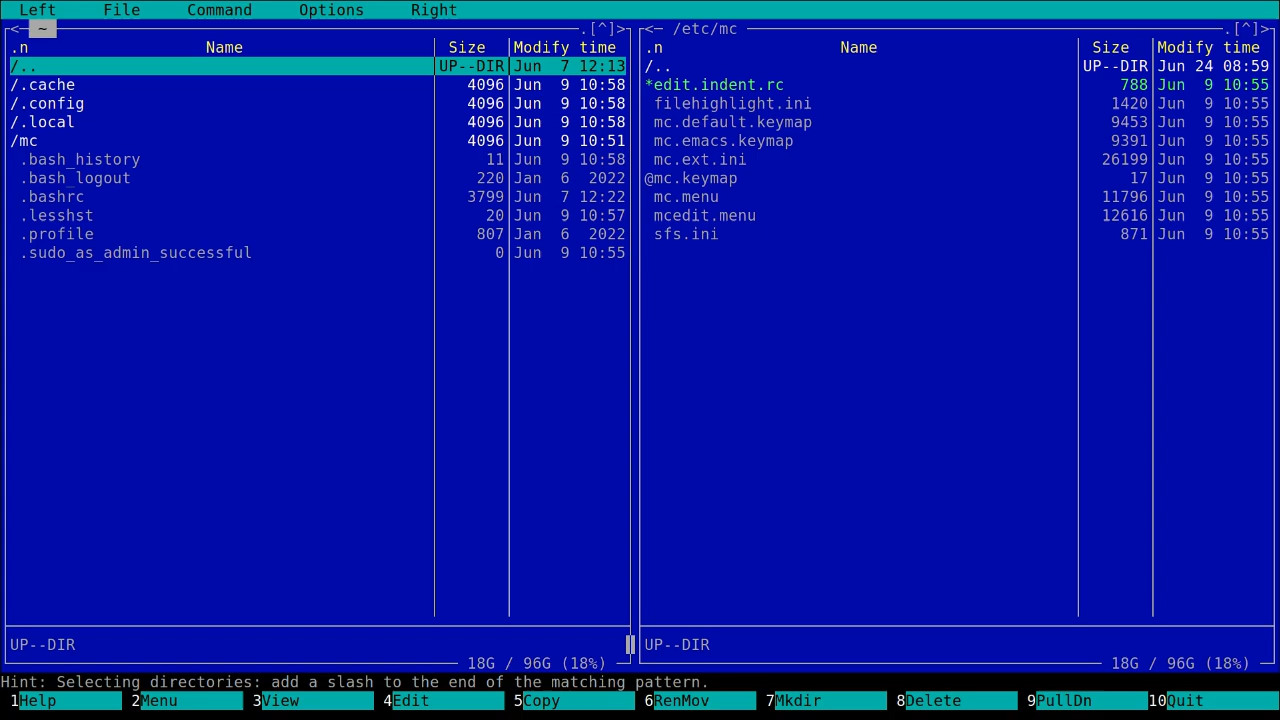 Left File Command Options Right
<─ ~ .[^]> <─ /etc/mc .[^]>
.n Name Size Modify time .n Name Size Modify time
/.. UP--DIR Jun 7 12:13 /.. UP--DIR Jun 24 08:59
/.cache 4096 Jun 9 10:58 *edit.indent.rc 788 Jun 9 10:55
/.config 4096 Jun 9 10:58 filehighlight.ini 1420 Jun 9 10:55
/.local 4096 Jun 9 10:58 mc.default.keymap 9453 Jun 9 10:55
/mc 4096 Jun 9 10:51 mc.emacs.keymap 9391 Jun 9 10:55
.bash_history 11 Jun 9 10:58 mc.ext.ini 26199 Jun 9 10:55
.bash_logout 220 Jan 6 2022 @mc.keymap 17 Jun 9 10:55
.bashrc 3799 Jun 7 12:22 mc.menu 11796 Jun 9 10:55
.lesshst 20 Jun 9 10:57 mcedit.menu 12616 Jun 9 10:55
.profile 807 Jan 6 2022 sfs.ini 871 Jun 9 10:55
.sudo_as_admin_successful 0 Jun 9 10:55
UP--DIR UP--DIR
18G / 96G (18%) 18G / 96G (18%)
Hint: Selecting directories: add a slash to the end of the matching pattern.
1Help 2Menu 3View 4Edit 5Copy 6RenMov 7Mkdir 8Delete 9PullDn 10Quit